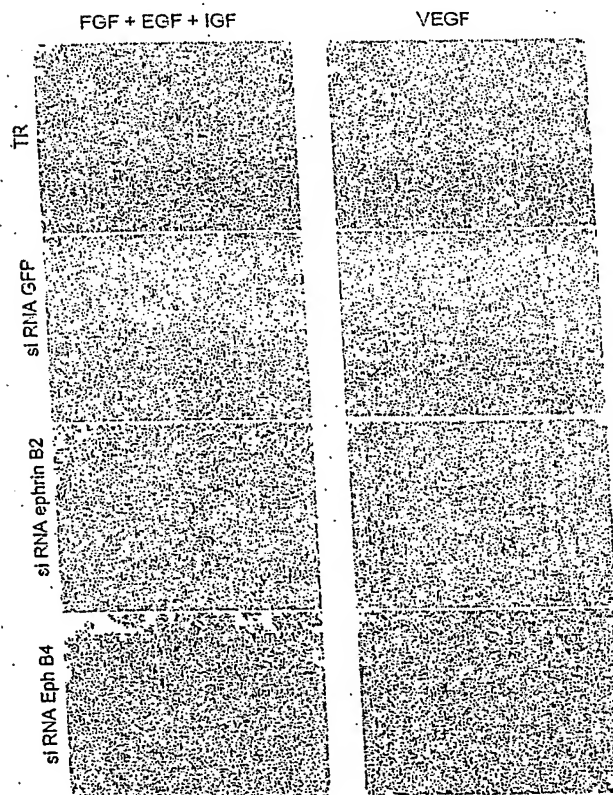 FGF + EGF + IGF
VEGF
TR
si RNA GFP
si RNA ephrin B2
si RNA Eph B4